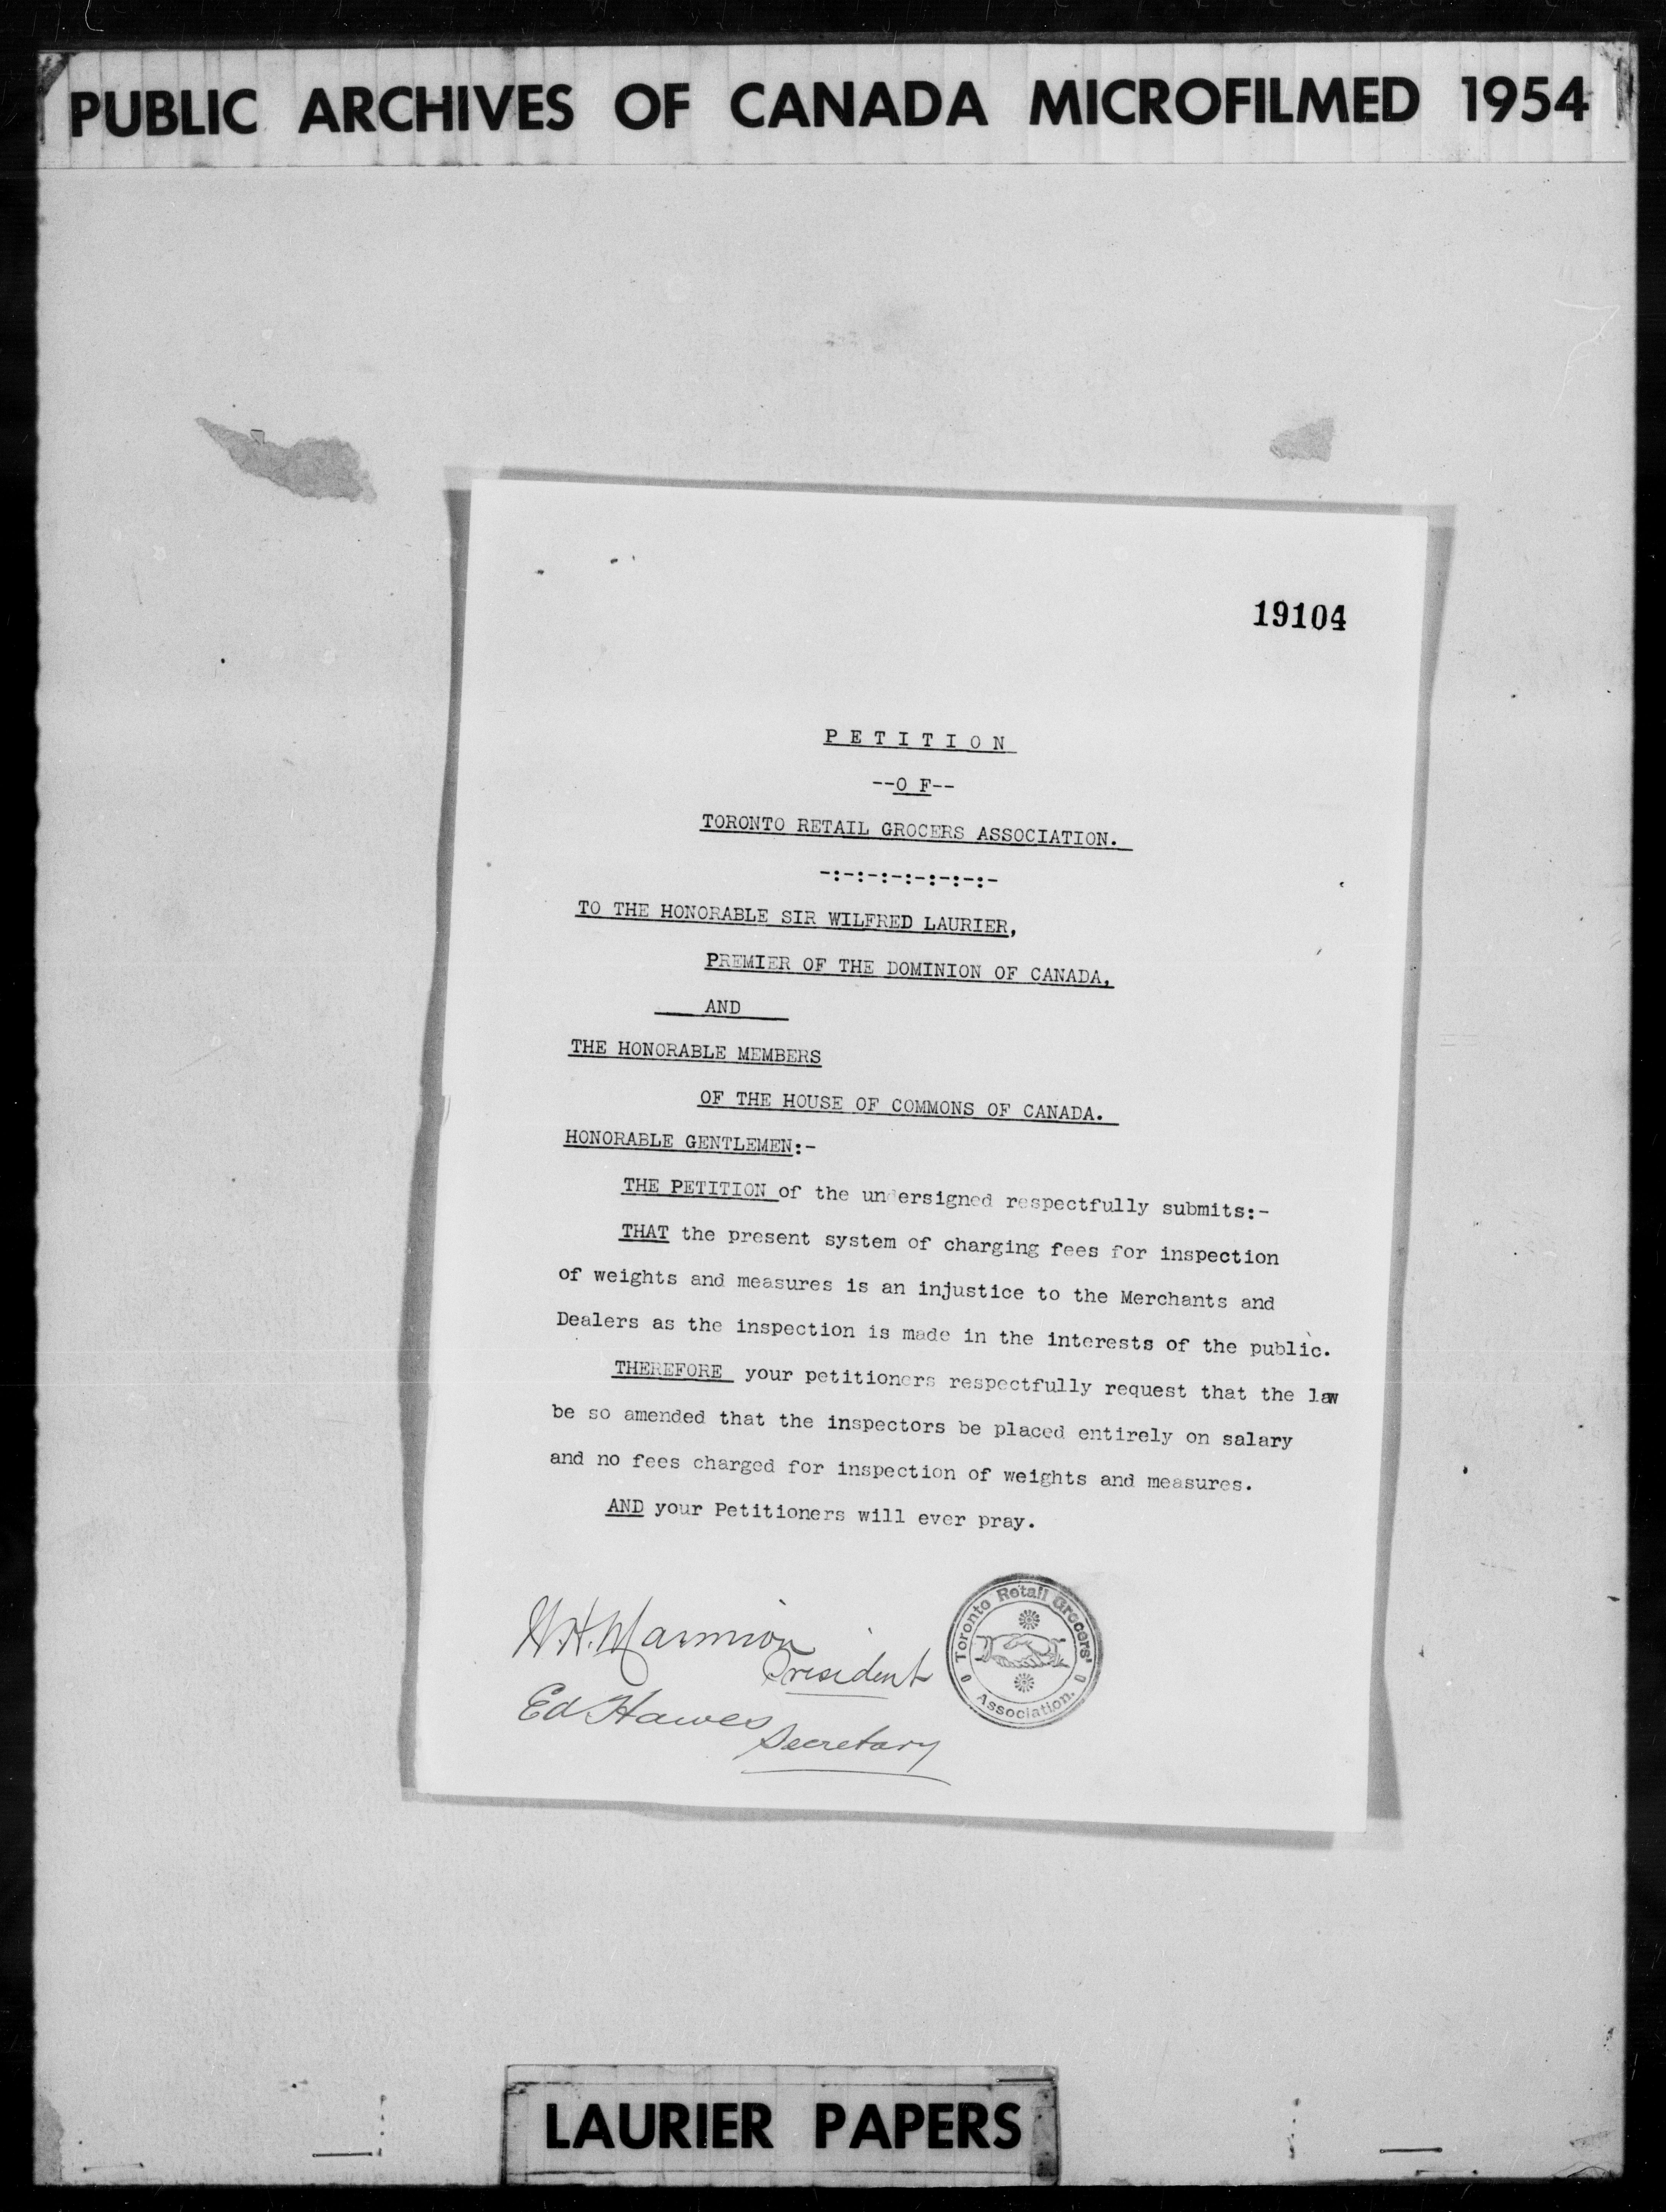 PUBLIC ARCHIVES OF CANADA MICROFILMED 1954
19104
P E T I T I O N
--O F--
TORONTO RETAIL GROCERS ASSOCIATION.
-:-:-:-:-:-:-:-
TO THE HONORABLE SIR WILFRED LAURIER,
PREMIER OF THE DOMINION OF CANADA,
AND
THE HONORABLE MEMBERS
OF THE HOUSE OF COMMONS OF CANADA.
HONORABLE GENTLEMEN:-
THE PETITION of the undersigned respectfully submits:-
THAT the present system of charging fees for inspection
of weights and measures is an injustice to the Merchants and
Dealers as the inspection is made in the interests of the public.
THEREFORE your petitioners respectfully request that the law
be so amended that the inspectors be placed entirely on salary
and no fees charged for inspection of weights and measures.
AND your Petitioners will ever pray.
Marmion
President
Ed Hawes
Secretary
Toronto Retail Grocers'
Association.
LAURIER PAPERS